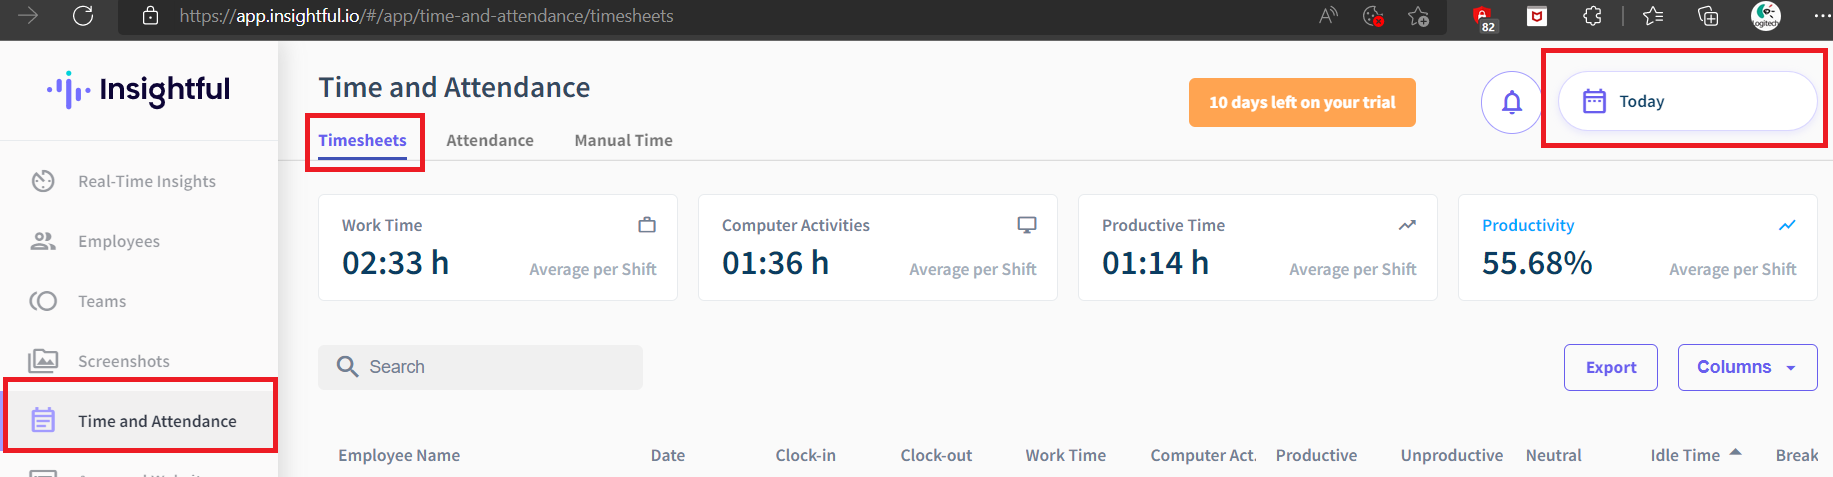 https://app.insightful.io/#/app/time-and-attendance/timesheets
82
Logitech
Insightful
Time and Attendance
10 days left on your trial
Today
Timesheets
Attendance
Manual Time
Real-Time Insights
Employees
Teams
Screenshots
Time and Attendance
Work Time
02:33 h
Average per Shift
Computer Activities
01:36 h
Average per Shift
Productive Time
01:14 h
Average per Shift
Productivity
55.68%
Average per Shift
Search
Export
Columns
Employee Name Date Clock-in Clock-out Work Time Computer Act. Productive Unproductive Neutral Idle Time Break